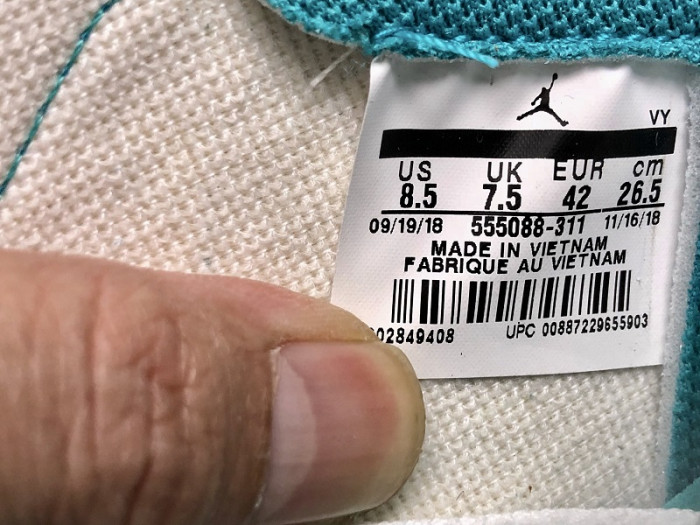 VY
US UK EUR cm
8.5 7.5 42 26.5
09/19/18 555088-311 11/16/18
MADE IN VIETNAM
FABRIQUE AU VIETNAM
02849408 UPC 00887229655903